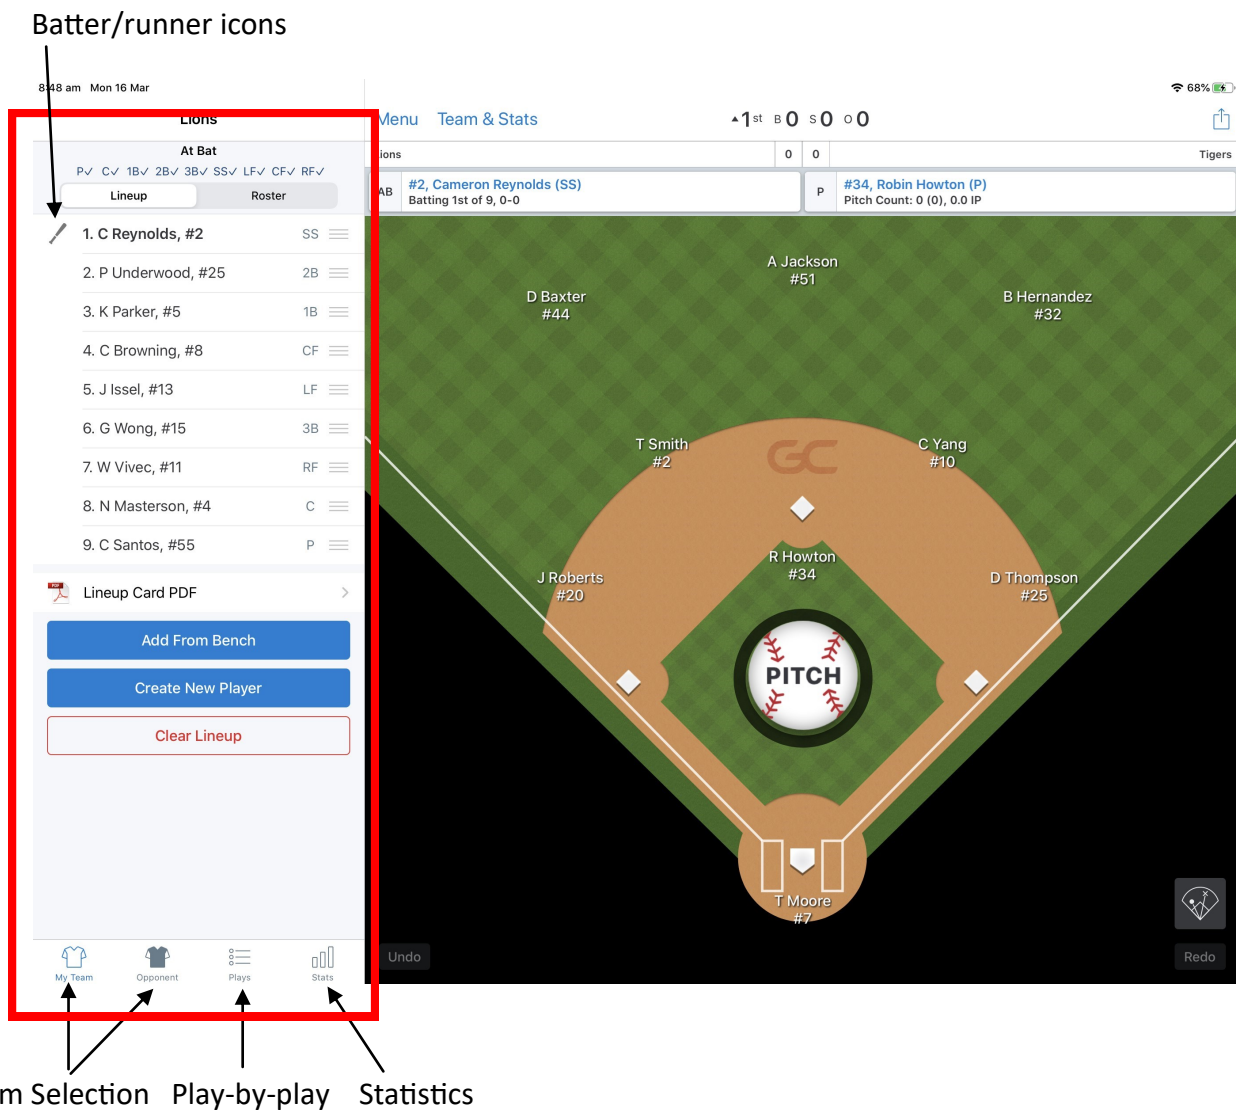 Batter/runner icons
8:48 am Mon 16 Mar
68%
Lions
Menu Team & Stats
1st B 0 S 0 O 0
At Bat
ions 0 0 Tigers
P✓ C✓ 1B✓ 2B✓ 3B✓ SS✓ LF✓ CF✓ RF✓
Lineup Roster
AB #2, Cameron Reynolds (SS)
Batting 1st of 9, 0-0
P #34, Robin Howton (P)
Pitch Count: 0 (0), 0.0 IP
1. C Reynolds, #2 SS
2. P Underwood, #25 2B
3. K Parker, #5 1B
4. C Browning, #8 CF
5. J Issel, #13 LF
6. G Wong, #15 3B
7. W Vivec, #11 RF
8. N Masterson, #4 C
9. C Santos, #55 P
PDF
Lineup Card PDF
Add From Bench
Create New Player
Clear Lineup
My Team Opponent Plays Stats
A Jackson
#51
D Baxter
#44
B Hernandez
#32
T Smith
#2
GC
C Yang
#10
R Howton
#34
J Roberts
#20
D Thompson
#25
PITCH
T Moore
#7
Undo Redo
m Selection Play-by-play Statistics